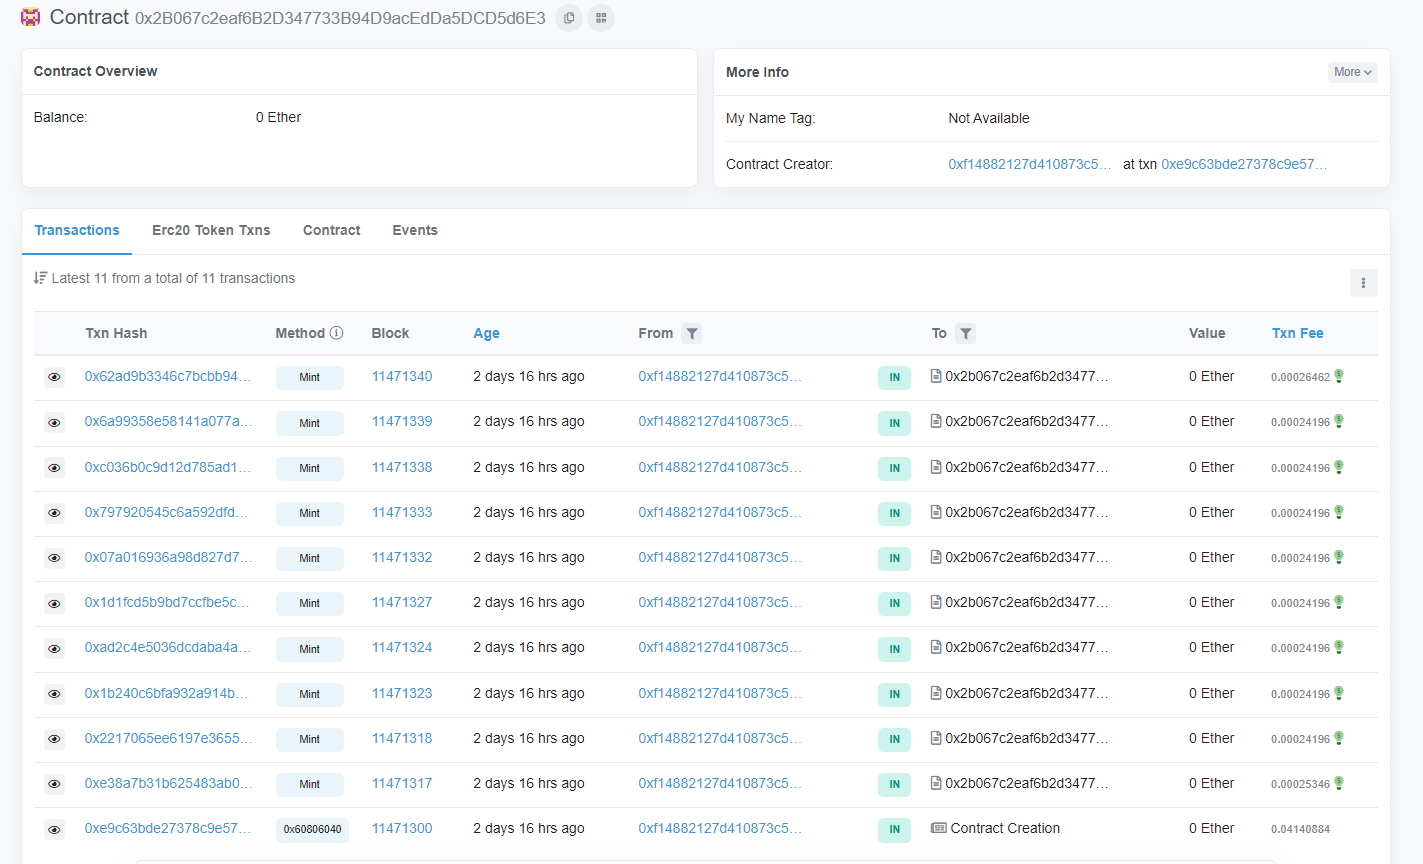 Contract 0x2B067c2eaf6B2D347733B94D9acEdDa5DCD5d6E3
Contract Overview
Balance: 0 Ether
More Info More
My Name Tag: Not Available
Contract Creator: 0xf14882127d410873c5... at txn 0xe9c63bde27378c9e57...
Transactions Erc20 Token Txns Contract Events
Latest 11 from a total of 11 transactions
Txn Hash Method Block Age From To Value Txn Fee
0x62ad9b3346c7bcbb94... Mint 11471340 2 days 16 hrs ago 0xf14882127d410873c5... IN 0x2b067c2eaf6b2d3477... 0 Ether 0.00026462
0x6a99358e58141a077a... Mint 11471339 2 days 16 hrs ago 0xf14882127d410873c5... IN 0x2b067c2eaf6b2d3477... 0 Ether 0.00024196
0xc036b0c9d12d785ad1... Mint 11471338 2 days 16 hrs ago 0xf14882127d410873c5... IN 0x2b067c2eaf6b2d3477... 0 Ether 0.00024196
0x797920545c6a592dfd... Mint 11471333 2 days 16 hrs ago 0xf14882127d410873c5... IN 0x2b067c2eaf6b2d3477... 0 Ether 0.00024196
0x07a016936a98d827d7... Mint 11471332 2 days 16 hrs ago 0xf14882127d410873c5... IN 0x2b067c2eaf6b2d3477... 0 Ether 0.00024196
0x1d1fcd5b9bd7ccfbe5c... Mint 11471327 2 days 16 hrs ago 0xf14882127d410873c5... IN 0x2b067c2eaf6b2d3477... 0 Ether 0.00024196
0xad2c4e5036dcdaba4a... Mint 11471324 2 days 16 hrs ago 0xf14882127d410873c5... IN 0x2b067c2eaf6b2d3477... 0 Ether 0.00024196
0x1b240c6bfa932a914b... Mint 11471323 2 days 16 hrs ago 0xf14882127d410873c5... IN 0x2b067c2eaf6b2d3477... 0 Ether 0.00024196
0x2217065ee6197e3655... Mint 11471318 2 days 16 hrs ago 0xf14882127d410873c5... IN 0x2b067c2eaf6b2d3477... 0 Ether 0.00024196
0xe38a7b31b625483ab0... Mint 11471317 2 days 16 hrs ago 0xf14882127d410873c5... IN 0x2b067c2eaf6b2d3477... 0 Ether 0.00025346
0xe9c63bde27378c9e57... 0x60806040 11471300 2 days 16 hrs ago 0xf14882127d410873c5... IN Contract Creation 0 Ether 0.04140884